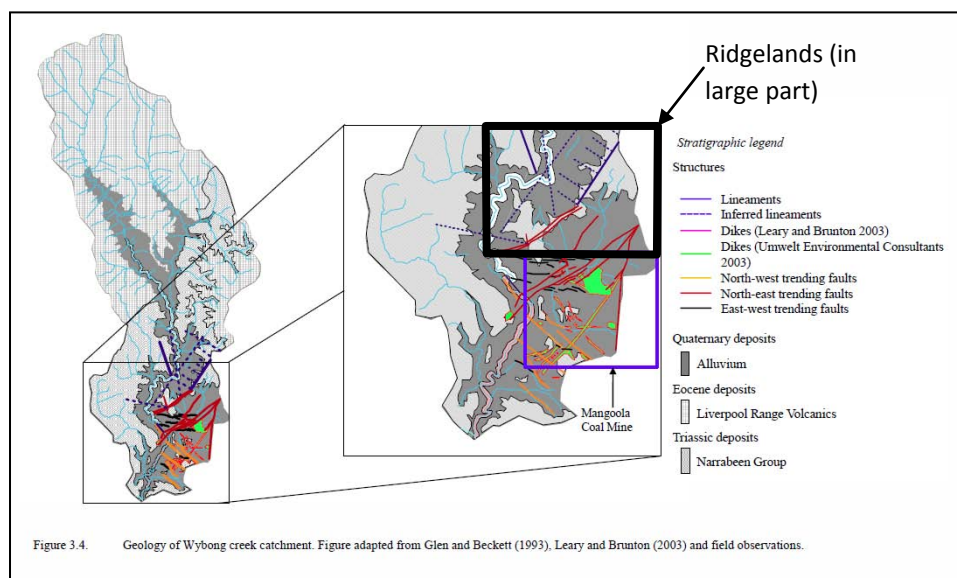 Ridgelands (in
large part)
Stratigraphic legend
Structures
Lineaments
Inferred lineaments
Dikes (Leary and Brunton 2003)
Dikes (Umwelt Environmental Consultants
2003)
North-west trending faults
North-east trending faults
East-west trending faults
Quaternary deposits
Alluvium
Eocene deposits
Liverpool Range Volcanics
Triassic deposits
Narrabeen Group
Mangoola
Coal Mine
Figure 3.4. Geology of Wybong creek catchment. Figure adapted from Glen and Beckett (1993), Leary and Brunton (2003) and field observations.